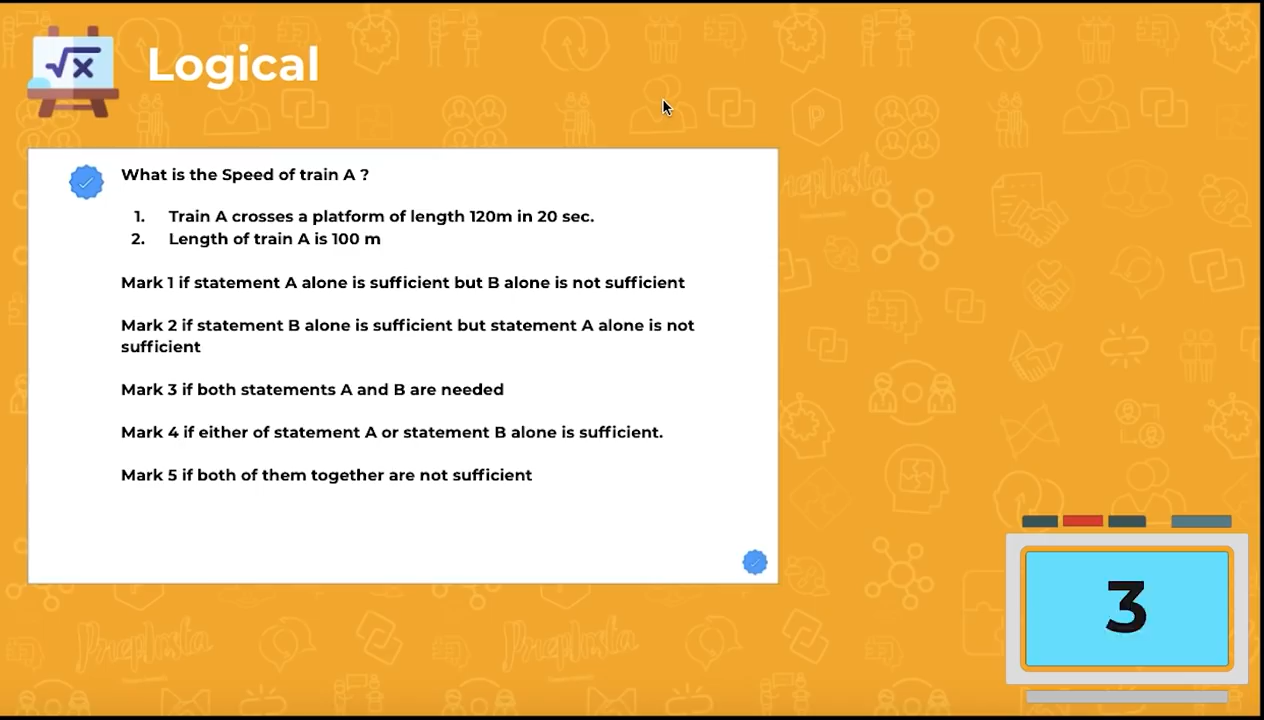 √x
Logical
What is the Speed of train A ?
1. Train A crosses a platform of length 120m in 20 sec.
2. Length of train A is 100 m
Mark 1 if statement A alone is sufficient but B alone is not sufficient
Mark 2 if statement B alone is sufficient but statement A alone is not
sufficient
Mark 3 if both statements A and B are needed
Mark 4 if either of statement A or statement B alone is sufficient.
Mark 5 if both of them together are not sufficient
3
P
PrepInsta
PrepInsta